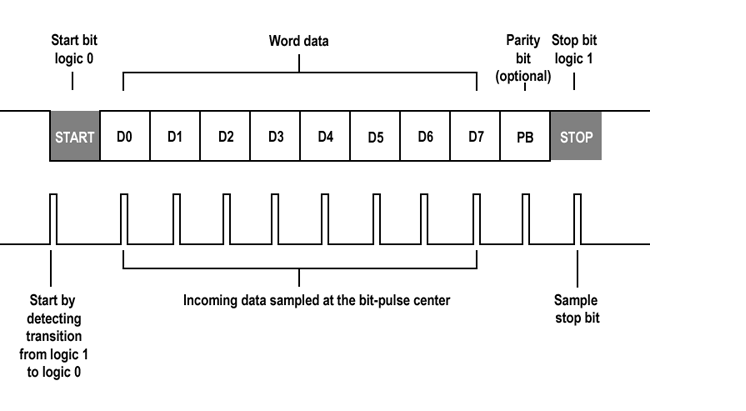 Start bit
logic 0
Word data
Parity
bit
(optional)
Stop bit
logic 1
START D0 D1 D2 D3 D4 D5 D6 D7 PB STOP
Start by
detecting
transition
from logic 1
to logic 0
Incoming data sampled at the bit-pulse center
Sample
stop bit